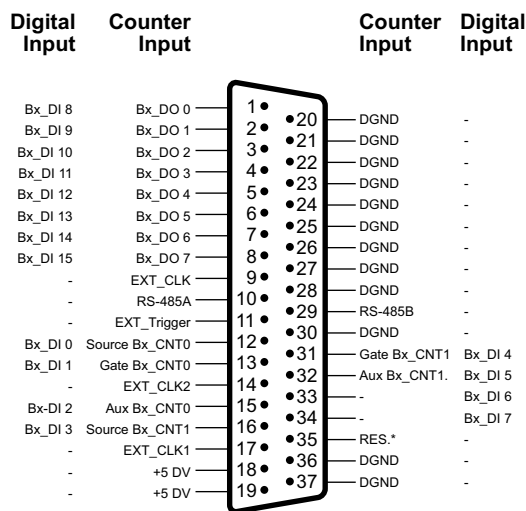 Digital Input Counter Input Counter Input Digital Input
Bx_DI 8 Bx_DO 0 1
20 DGND -
Bx_DI 9 Bx_DO 1 2
21 DGND -
Bx_DI 10 Bx_DO 2 3
22 DGND -
Bx_DI 11 Bx_DO 3 4
23 DGND -
Bx_DI 12 Bx_DO 4 5
24 DGND -
Bx_DI 13 Bx_DO 5 6
25 DGND -
Bx_DI 14 Bx_DO 6 7
26 DGND -
Bx_DI 15 Bx_DO 7 8
27 DGND -
- EXT_CLK 9
28 DGND -
- RS-485A 10
29 RS-485B -
- EXT_Trigger 11
30 DGND -
Bx_DI 0 Source Bx_CNT0 12
31 Gate Bx_CNT1 Bx_DI 4
Bx_DI 1 Gate Bx_CNT0 13
32 Aux Bx_CNT1. Bx_DI 5
- EXT_CLK2 14
33 - Bx_DI 6
Bx-DI 2 Aux Bx_CNT0 15
34 - Bx_DI 7
Bx_DI 3 Source Bx_CNT1 16
35 RES.* -
- EXT_CLK1 17
36 DGND -
- +5 DV 18
37 DGND -
- +5 DV 19